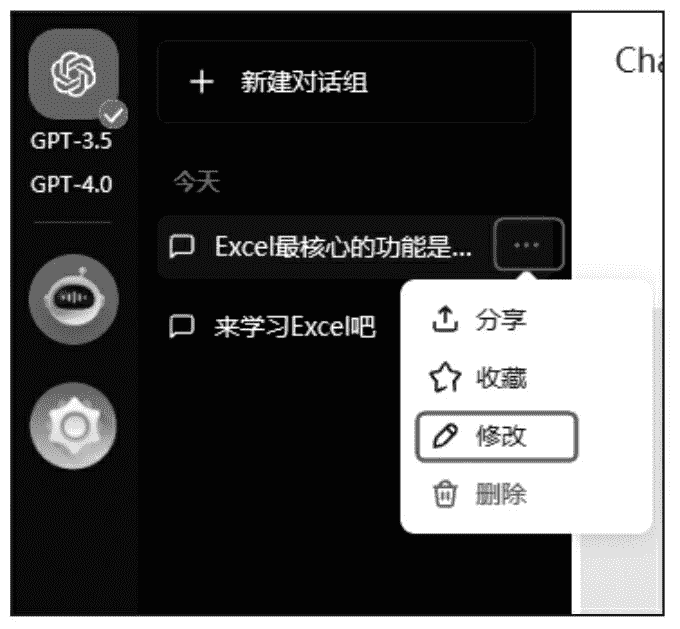 GPT-3.5
GPT-4.0
新建对话组
今天
Excel最核心的功能是...
来学习Excel吧
分享
收藏
修改
删除